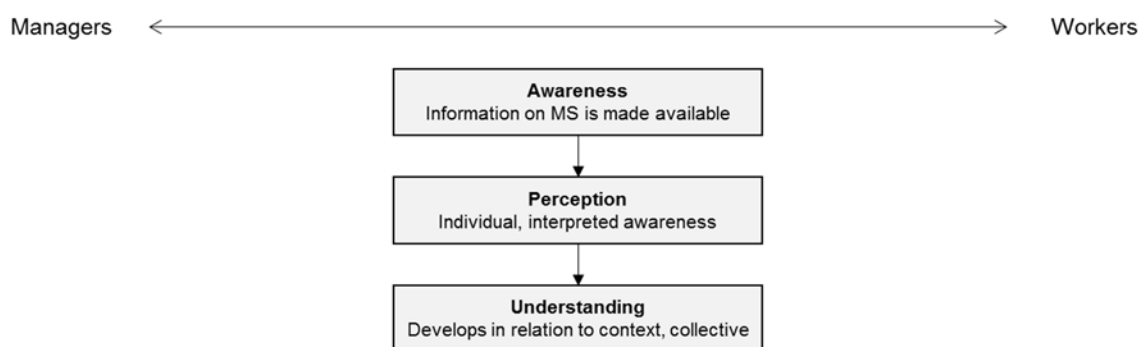 Managers Workers
Awareness
Information on MS is made available
Perception
Individual, interpreted awareness
Understanding
Develops in relation to context, collective